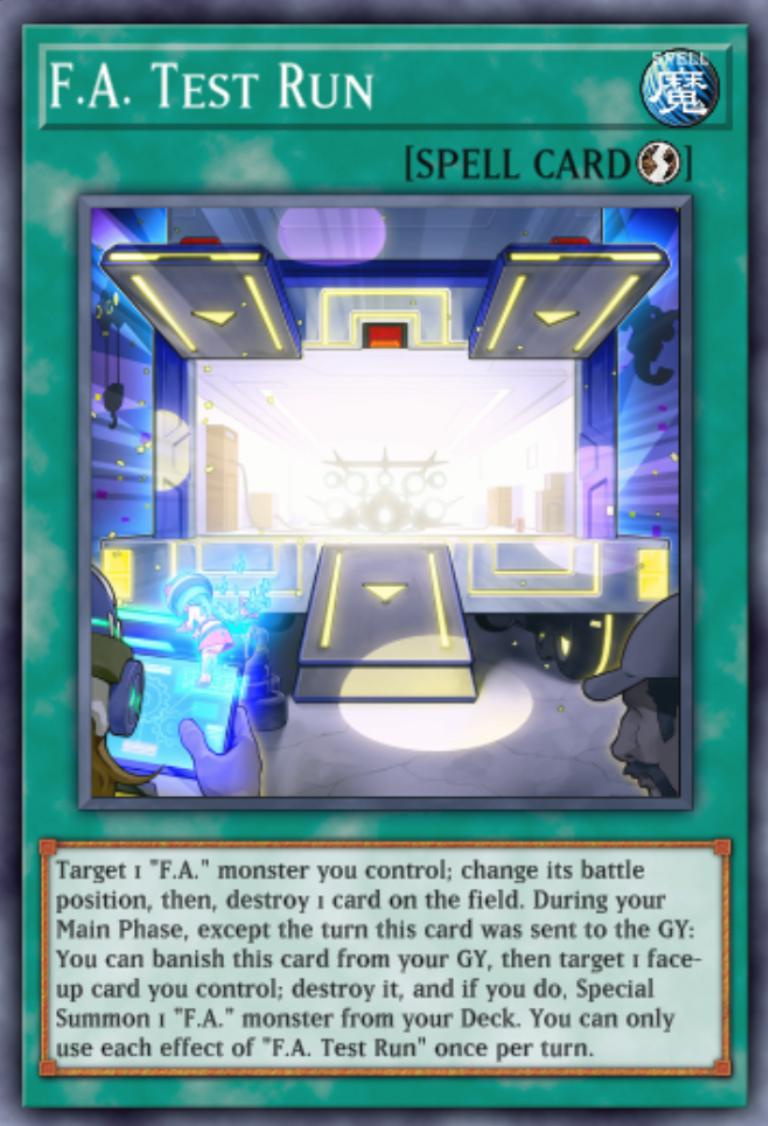 F.A. TEST RUN
SPELL
魔
[SPELL CARD]
Target 1 "F.A." monster you control; change its battle
position, then, destroy 1 card on the field. During your
Main Phase, except the turn this card was sent to the GY:
You can banish this card from your GY, then target 1 face-
up card you control; destroy it, and if you do, Special
Summon 1 "F.A." monster from your Deck. You can only
use each effect of "F.A. Test Run" once per turn.